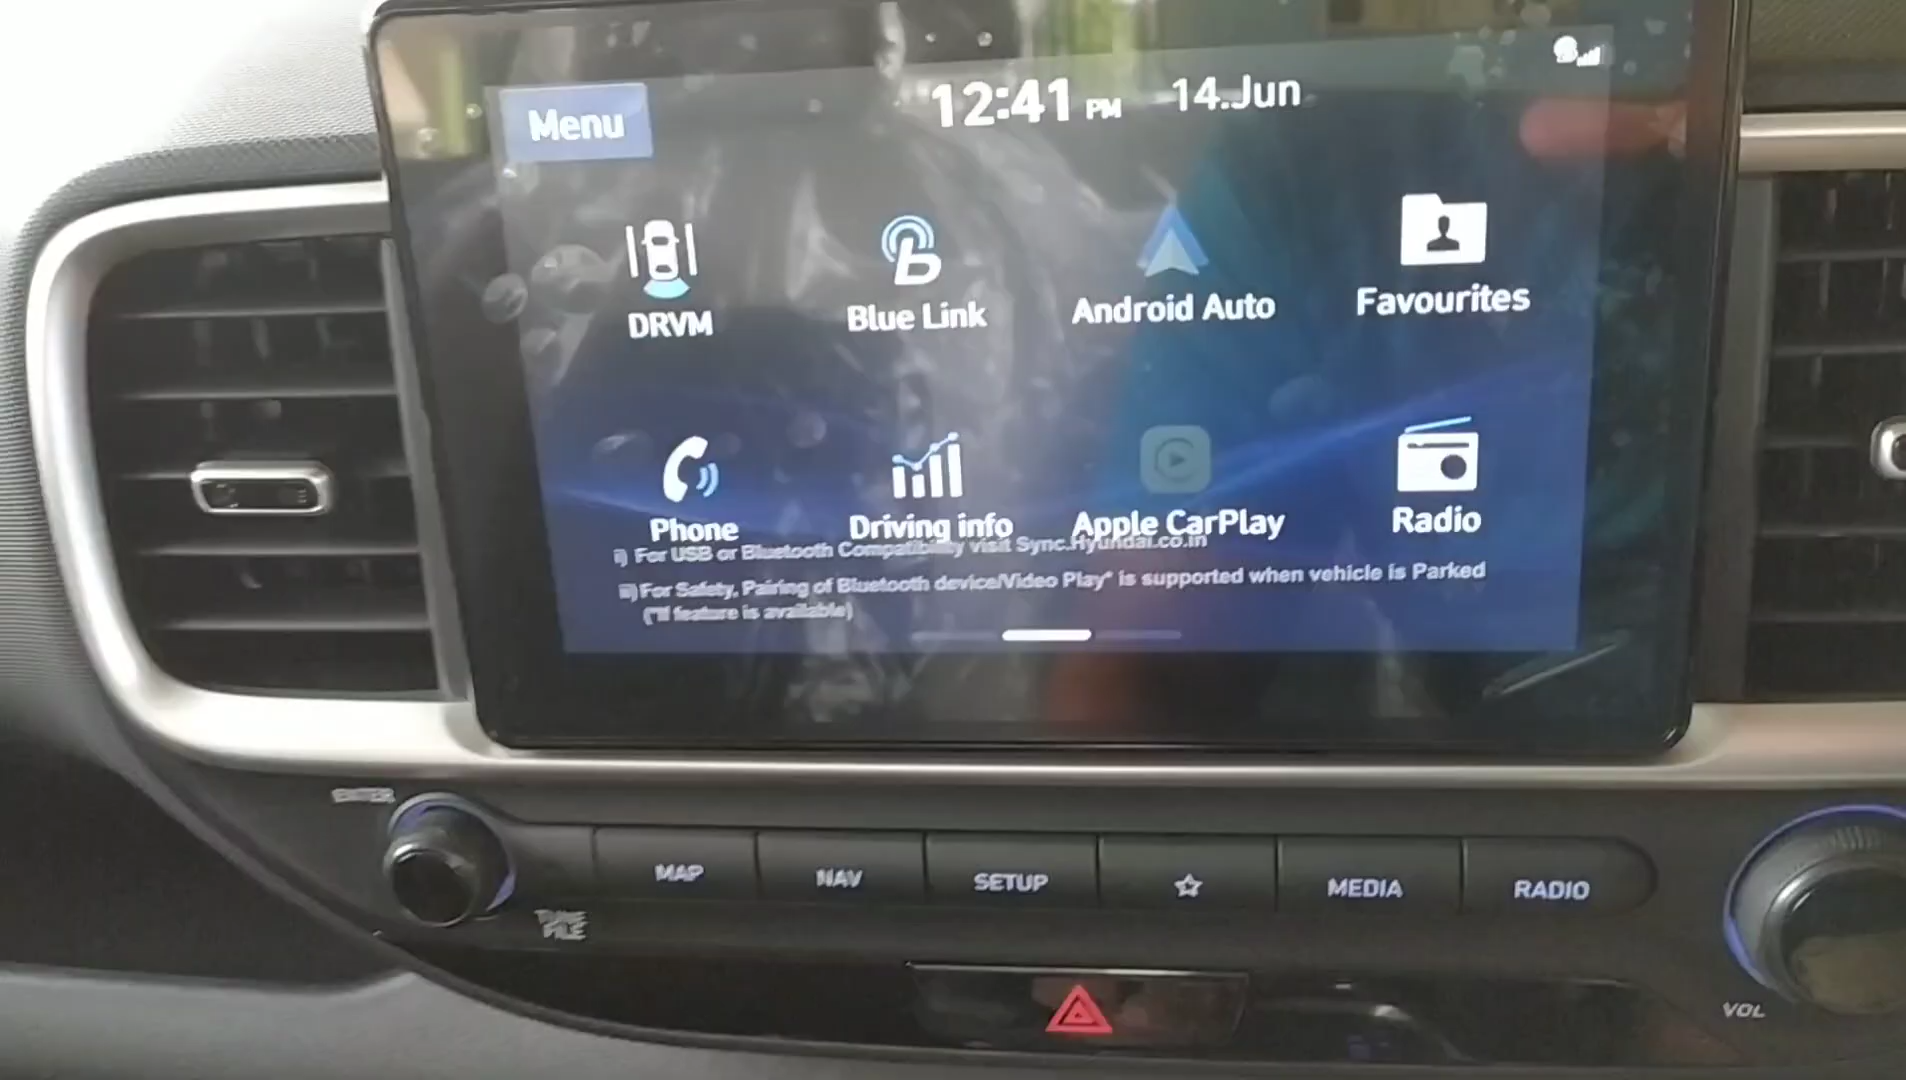 Menu
12:41 PM 14.Jun
DRVM
Blue Link
Android Auto
Favourites
Phone
Driving info
Apple CarPlay
Radio
i) For USB or Bluetooth Compatibility visit Sync.Hyundai.co.in
ii) For Safety, Pairing of Bluetooth device/Video Play* is supported when vehicle is Parked
(*If feature is available)
ENTER
TUNE
FILE
MAP
NAV
SETUP
MEDIA
RADIO
VOL